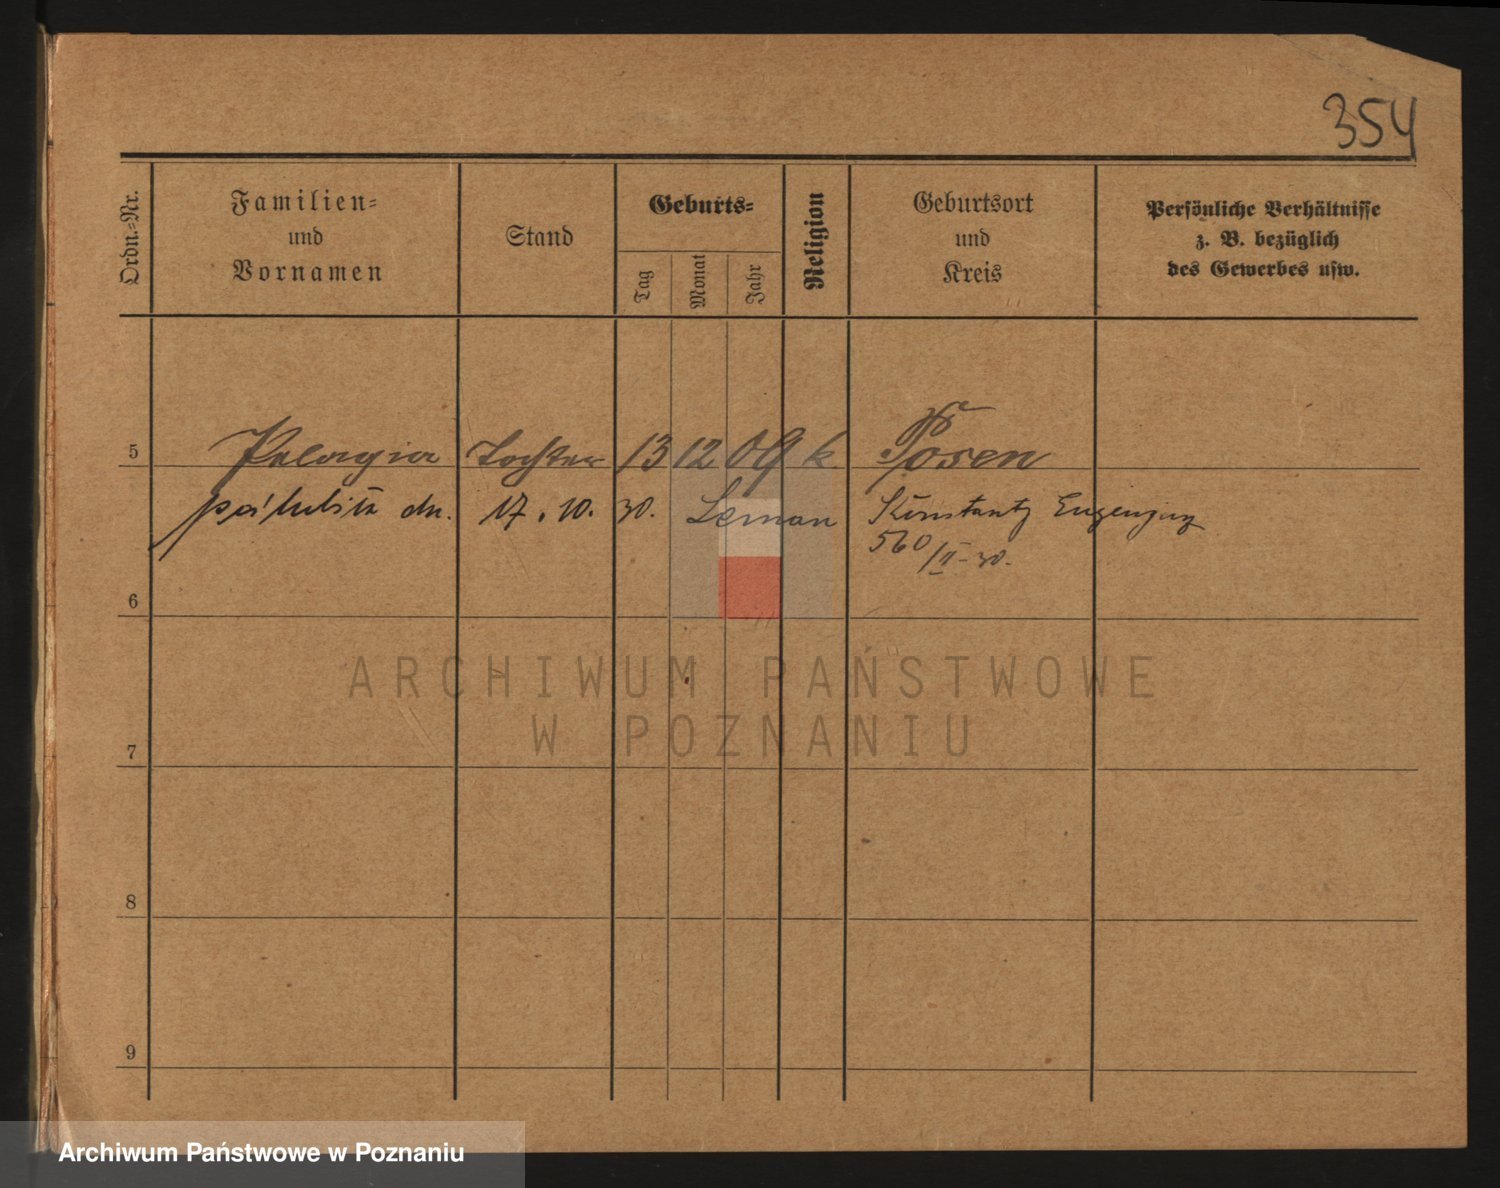 354
Ordn.-Nr.
Familien-
und
Vornamen
Stand
Geburts-
Tag
Monat
Jahr
Religion
Geburtsort
und
Kreis
Persönliche Verhältnisse
z. B. bezüglich
des Gewerbes usw.
5 Pelagia Tochter 13 12 09 k Posen
poślubiła dn. 17. 10. 30. Leman Konstanty Eugenjusz
560/II-30.
6
ARCHIWUM PAŃSTWOWE
W POZNANIU
7
8
9
Archiwum Państwowe w Poznaniu